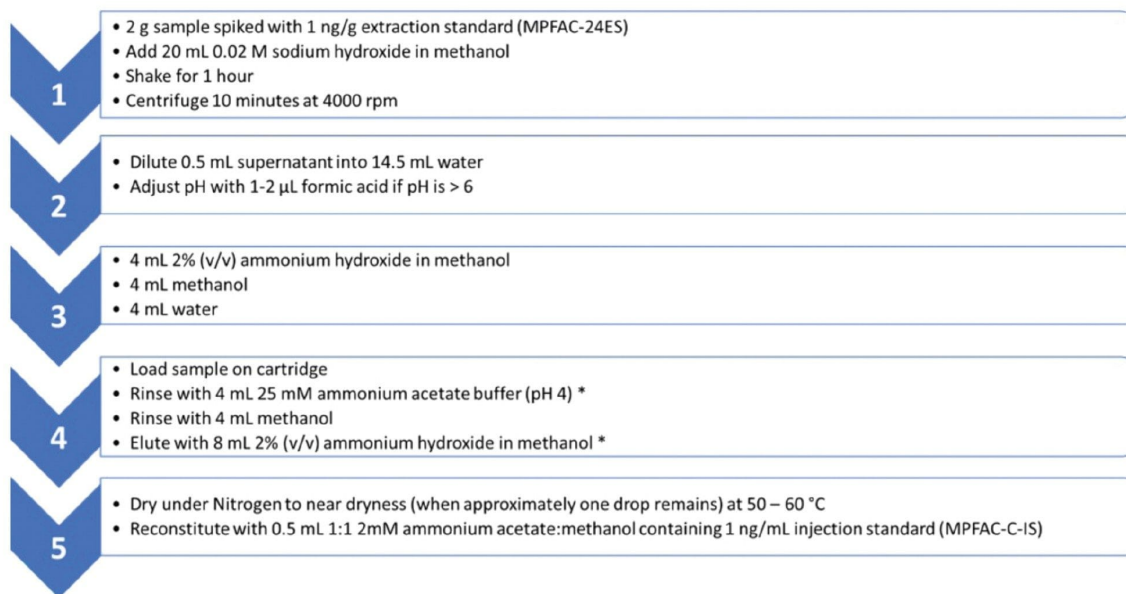 1
• 2 g sample spiked with 1 ng/g extraction standard (MPFAC-24ES)
• Add 20 mL 0.02 M sodium hydroxide in methanol
• Shake for 1 hour
• Centrifuge 10 minutes at 4000 rpm
2
• Dilute 0.5 mL supernatant into 14.5 mL water
• Adjust pH with 1-2 µL formic acid if pH is > 6
3
• 4 mL 2% (v/v) ammonium hydroxide in methanol
• 4 mL methanol
• 4 mL water
4
• Load sample on cartridge
• Rinse with 4 mL 25 mM ammonium acetate buffer (pH 4) *
• Rinse with 4 mL methanol
• Elute with 8 mL 2% (v/v) ammonium hydroxide in methanol *
5
• Dry under Nitrogen to near dryness (when approximately one drop remains) at 50 – 60 °C
• Reconstitute with 0.5 mL 1:1 2mM ammonium acetate:methanol containing 1 ng/mL injection standard (MPFAC-C-IS)